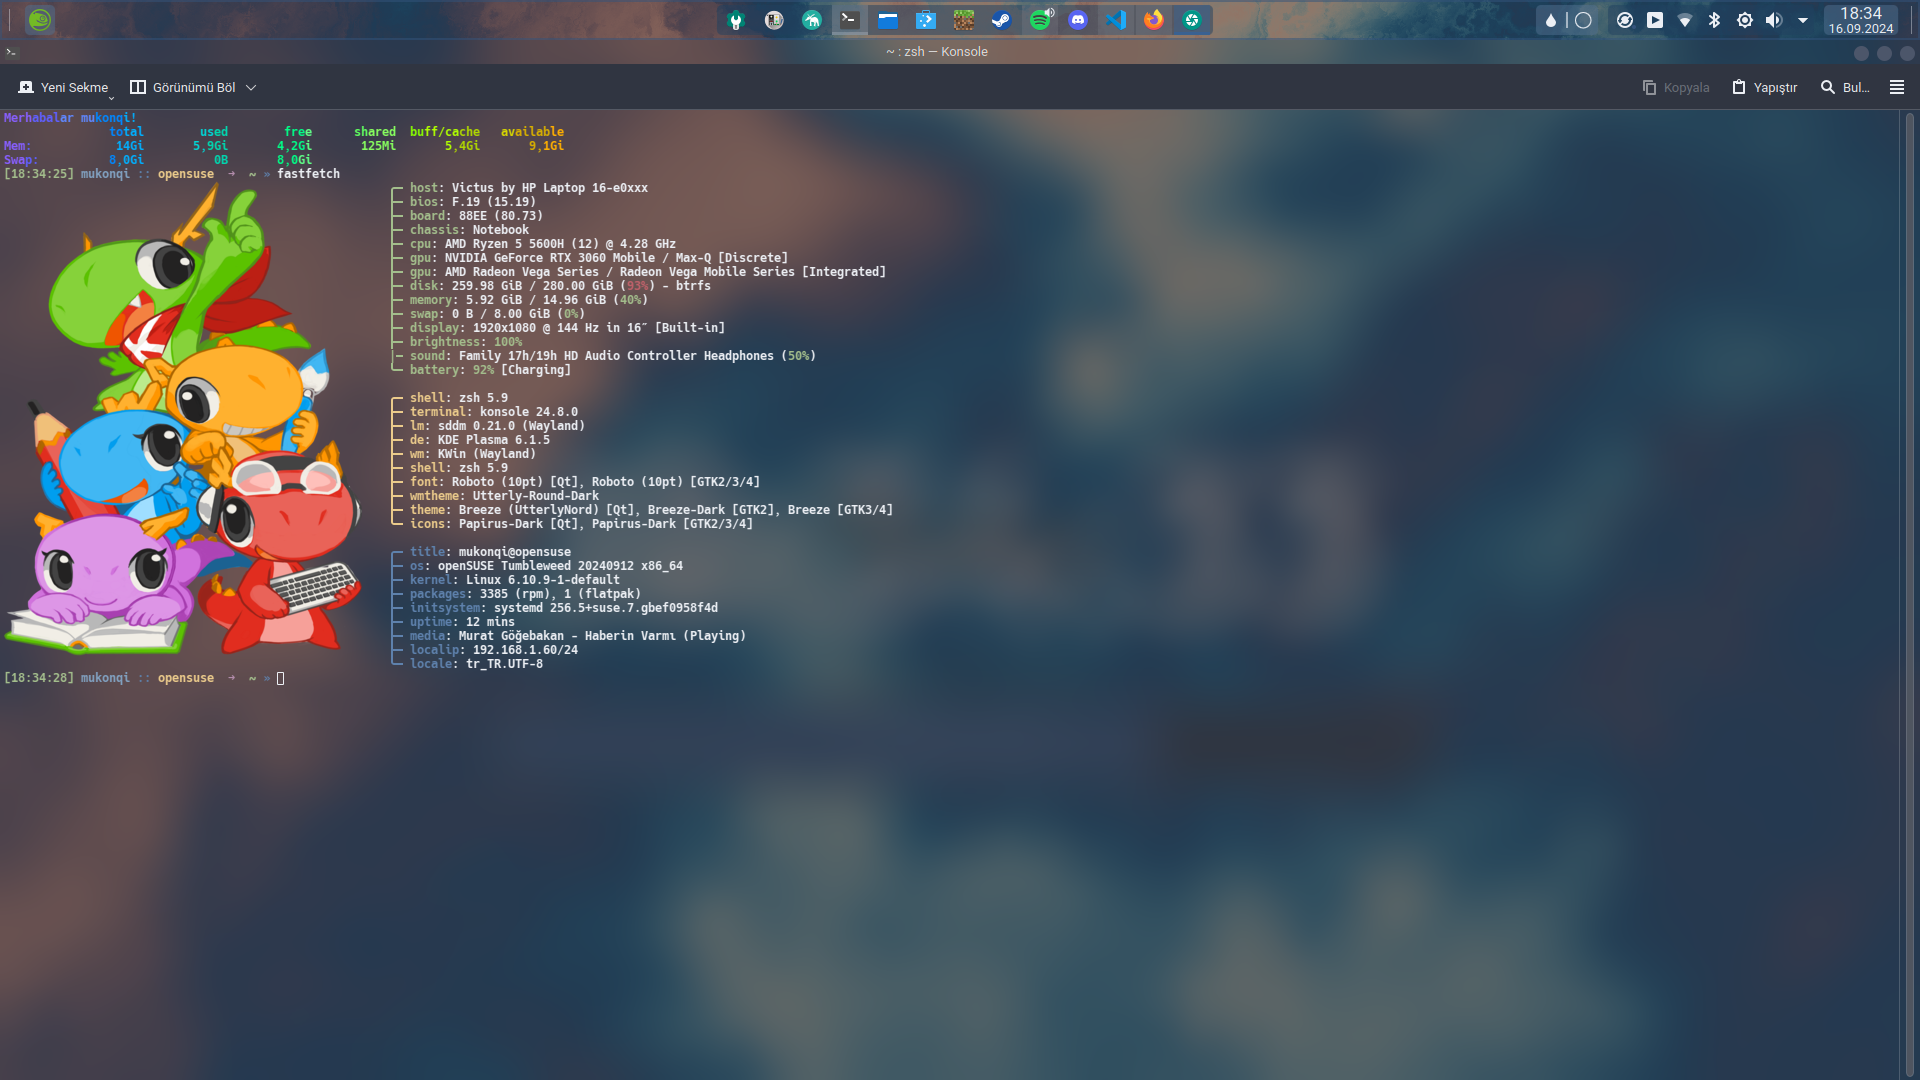 18:34
16.09.2024
~ : zsh — Konsole
Yeni Sekme
Görünümü Böl
Kopyala
Yapıştır
Bul...
Merhabalar mukonqi!
total used free shared buff/cache available
Mem: 14Gi 5,9Gi 4,2Gi 125Mi 5,4Gi 9,1Gi
Swap: 8,0Gi 0B 8,0Gi
[18:34:25] mukonqi :: opensuse ➜ ~ » fastfetch
host: Victus by HP Laptop 16-e0xxx
bios: F.19 (15.19)
board: 88EE (80.73)
chassis: Notebook
cpu: AMD Ryzen 5 5600H (12) @ 4.28 GHz
gpu: NVIDIA GeForce RTX 3060 Mobile / Max-Q [Discrete]
gpu: AMD Radeon Vega Series / Radeon Vega Mobile Series [Integrated]
disk: 259.98 GiB / 280.00 GiB (93%) - btrfs
memory: 5.92 GiB / 14.96 GiB (40%)
swap: 0 B / 8.00 GiB (0%)
display: 1920x1080 @ 144 Hz in 16″ [Built-in]
brightness: 100%
sound: Family 17h/19h HD Audio Controller Headphones (50%)
battery: 92% [Charging]
shell: zsh 5.9
terminal: konsole 24.8.0
lm: sddm 0.21.0 (Wayland)
de: KDE Plasma 6.1.5
wm: KWin (Wayland)
shell: zsh 5.9
font: Roboto (10pt) [Qt], Roboto (10pt) [GTK2/3/4]
wmtheme: Utterly-Round-Dark
theme: Breeze (UtterlyNord) [Qt], Breeze-Dark [GTK2], Breeze [GTK3/4]
icons: Papirus-Dark [Qt], Papirus-Dark [GTK2/3/4]
title: mukonqi@opensuse
os: openSUSE Tumbleweed 20240912 x86_64
kernel: Linux 6.10.9-1-default
packages: 3385 (rpm), 1 (flatpak)
initsystem: systemd 256.5+suse.7.gbef0958f4d
uptime: 12 mins
media: Murat Göğebakan - Haberin Varmı (Playing)
localip: 192.168.1.60/24
locale: tr_TR.UTF-8
[18:34:28] mukonqi :: opensuse ➜ ~ »